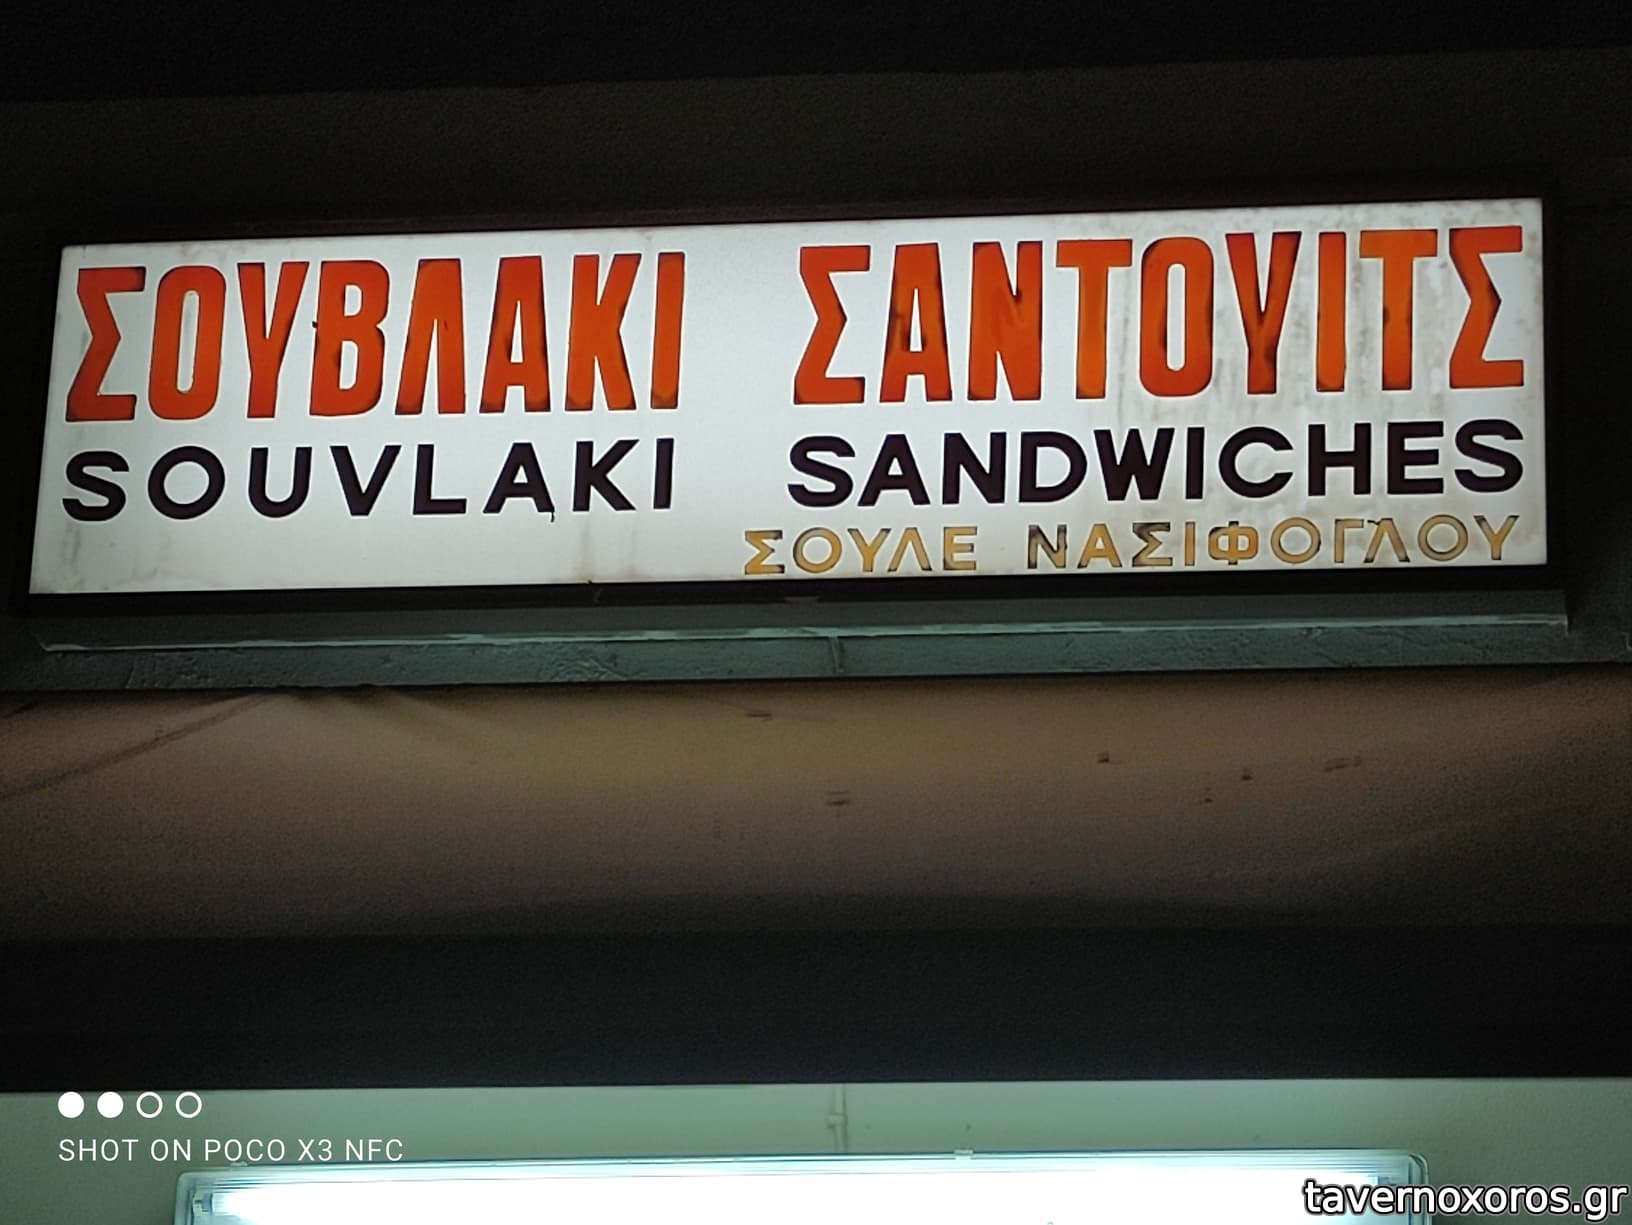 ΣΟΥΒΛΑΚΙ ΣΑΝΤΟΥΙΤΣ
SOUVLAKI SANDWICHES
ΣΟΥΛΕ ΝΑΣΙΦΟΓΛΟΥ
SHOT ON POCO X3 NFC
tavernoxoros.gr